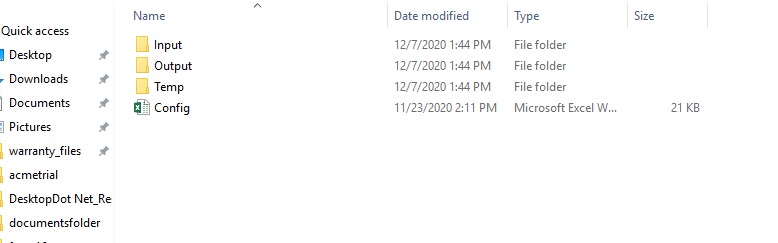 Name Date modified Type Size
Quick access
Input 12/7/2020 1:44 PM File folder
Desktop
Output 12/7/2020 1:44 PM File folder
Downloads
Temp 12/7/2020 1:44 PM File folder
Documents
Config 11/23/2020 2:11 PM Microsoft Excel W... 21 KB
Pictures
warranty_files
acmetrial
DesktopDot Net_Re
documentsfolder